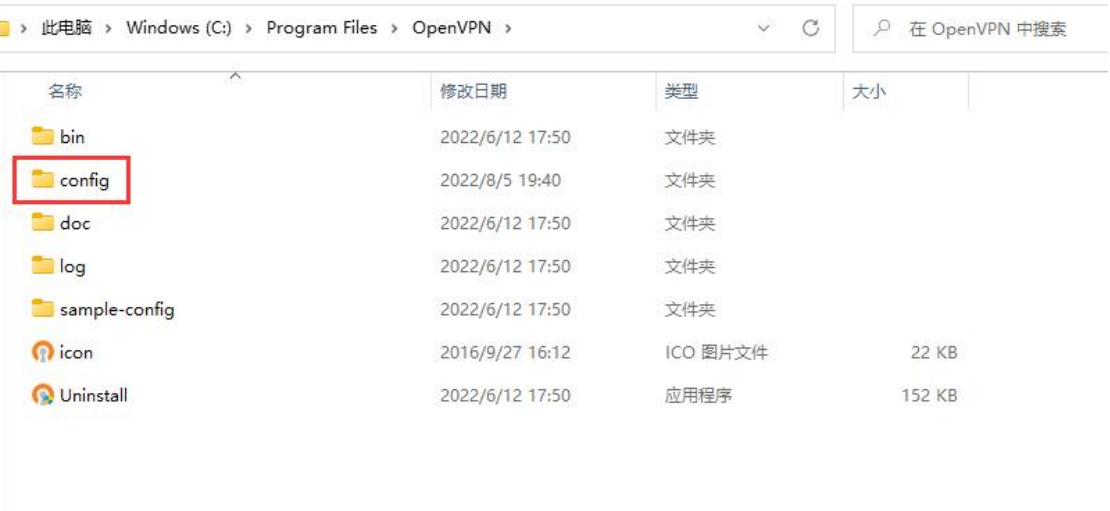 此电脑 > Windows (C:) > Program Files > OpenVPN >
在 OpenVPN 中搜索
名称 修改日期 类型 大小
bin 2022/6/12 17:50 文件夹
config 2022/8/5 19:40 文件夹
doc 2022/6/12 17:50 文件夹
log 2022/6/12 17:50 文件夹
sample-config 2022/6/12 17:50 文件夹
icon 2016/9/27 16:12 ICO 图片文件 22 KB
Uninstall 2022/6/12 17:50 应用程序 152 KB